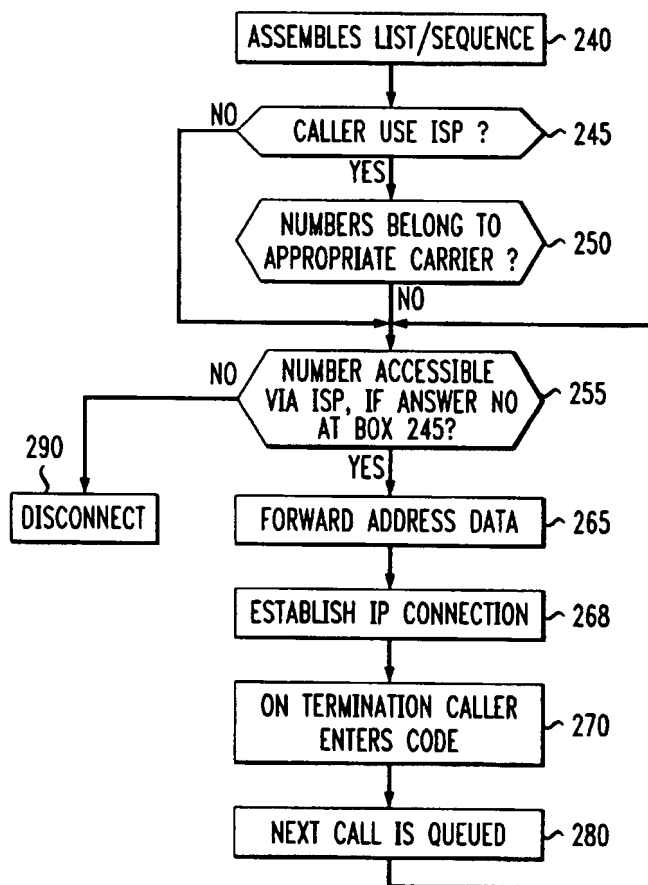 ASSEMBLES LIST/SEQUENCE
240
NO
CALLER USE ISP ?
245
YES
NUMBERS BELONG TO
APPROPRIATE CARRIER ?
250
NO
NO
NUMBER ACCESSIBLE
VIA ISP, IF ANSWER NO
AT BOX 245?
255
YES
290
DISCONNECT
FORWARD ADDRESS DATA
265
ESTABLISH IP CONNECTION
268
ON TERMINATION CALLER
ENTERS CODE
270
NEXT CALL IS QUEUED
280